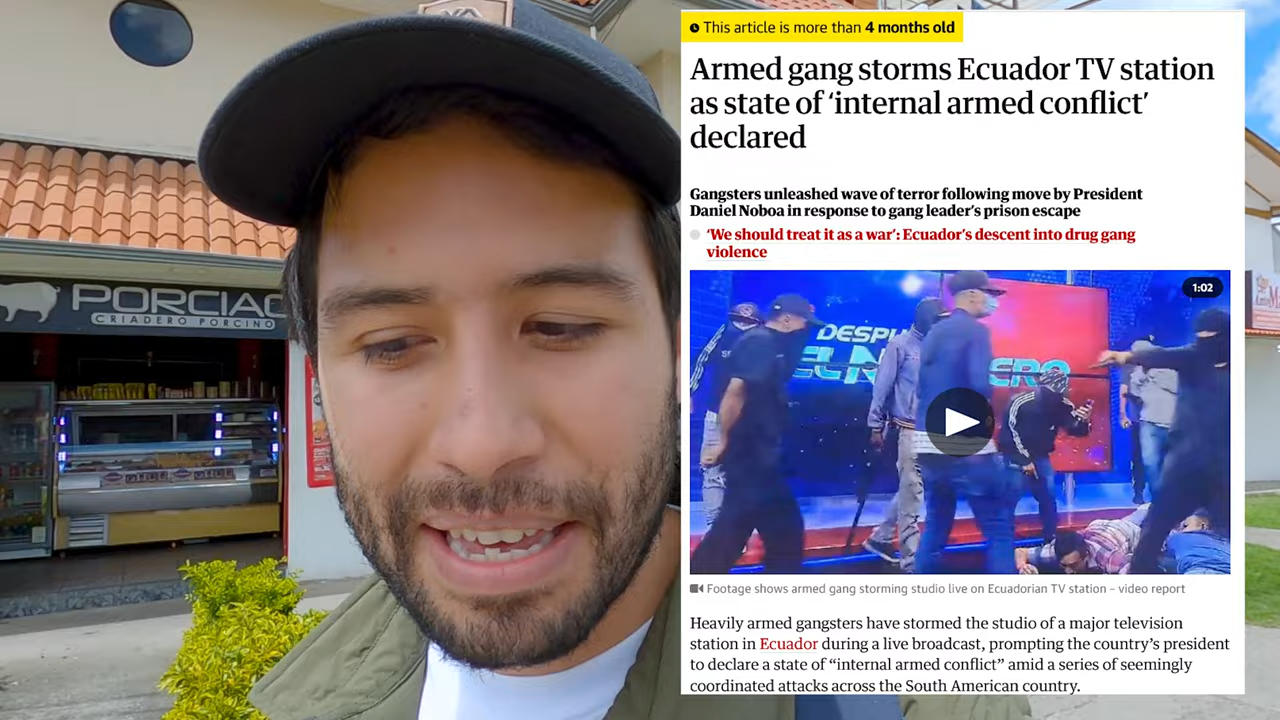 PORCIAC
CRIADERO PORCINO
This article is more than 4 months old
Armed gang storms Ecuador TV station
as state of ‘internal armed conflict’
declared
Gangsters unleashed wave of terror following move by President
Daniel Noboa in response to gang leader’s prison escape
‘We should treat it as a war’: Ecuador’s descent into drug gang
violence
1:02
DESPU
Footage shows armed gang storming studio live on Ecuadorian TV station – video report
Heavily armed gangsters have stormed the studio of a major television
station in Ecuador during a live broadcast, prompting the country’s president
to declare a state of “internal armed conflict” amid a series of seemingly
coordinated attacks across the South American country.